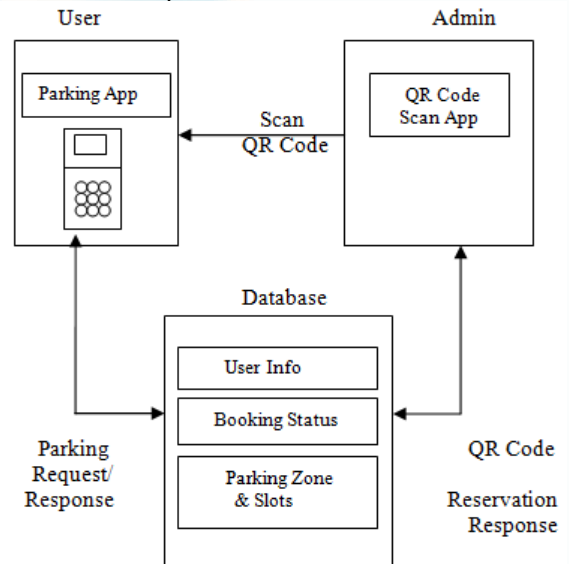 User
Admin
Parking App
QR Code
Scan App
Scan
QR Code
Database
User Info
Booking Status
Parking Zone
& Slots
Parking
Request/
Response
QR Code
Reservation
Response